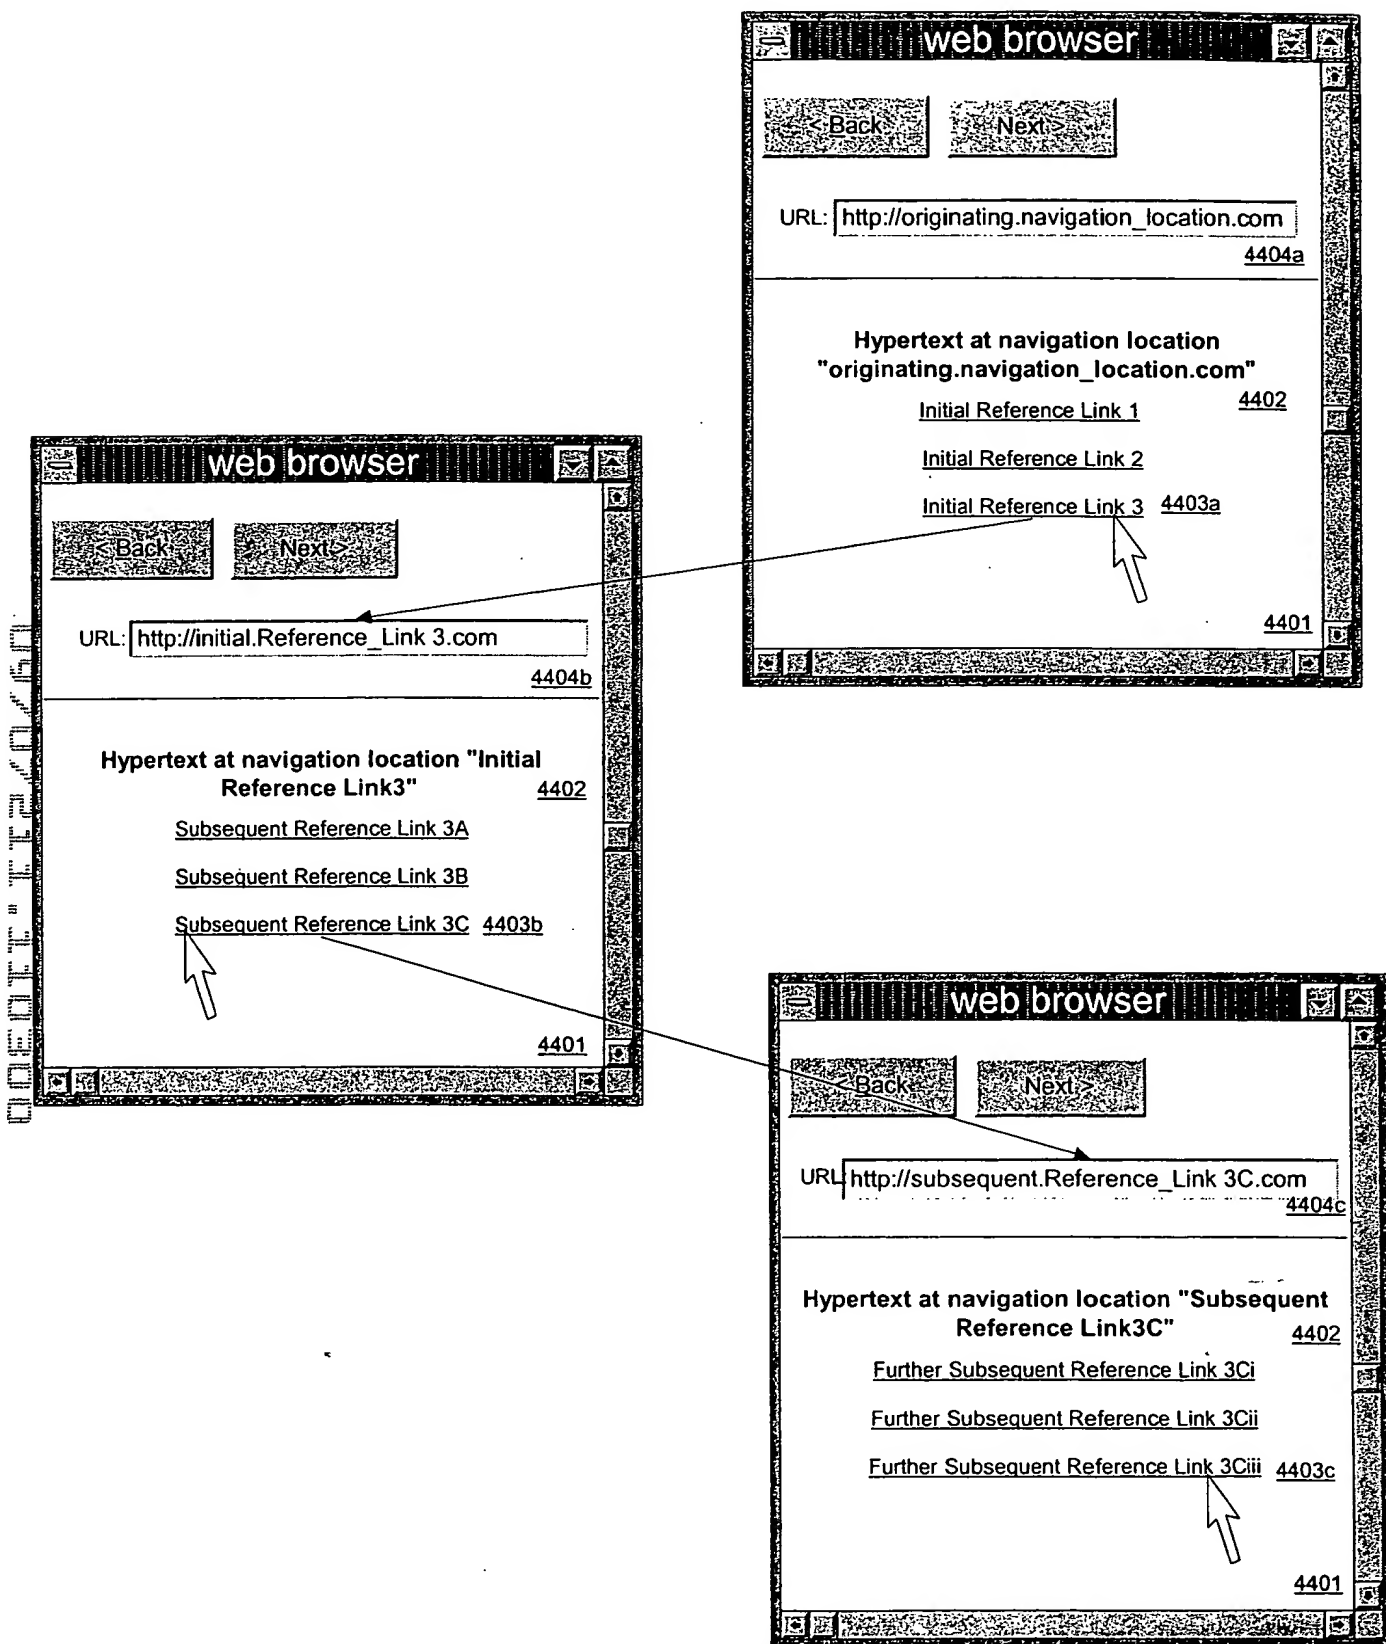 web browser
< Back
Next >
URL: http://originating.navigation_location.com
4404a
Hypertext at navigation location
"originating.navigation_location.com"
4402
Initial Reference Link 1
Initial Reference Link 2
Initial Reference Link 3 4403a
4401
web browser
< Back
Next >
URL: http://initial.Reference_Link 3.com
4404b
Hypertext at navigation location "Initial
Reference Link3"
4402
Subsequent Reference Link 3A
Subsequent Reference Link 3B
Subsequent Reference Link 3C 4403b
4401
web browser
< Back
Next >
URL http://subsequent.Reference_Link 3C.com
4404c
Hypertext at navigation location "Subsequent
Reference Link3C"
4402
Further Subsequent Reference Link 3Ci
Further Subsequent Reference Link 3Cii
Further Subsequent Reference Link 3Ciii 4403c
4401